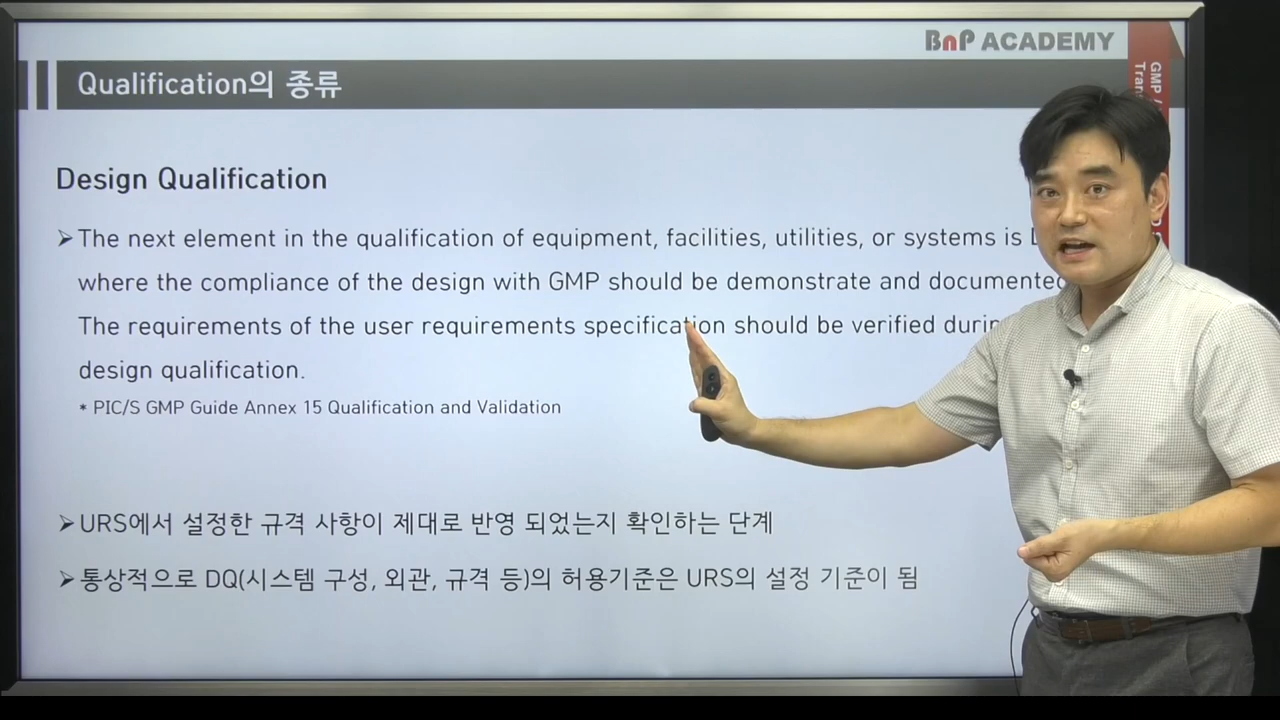 BnP ACADEMY
GMP
Qualification의 종류
Design Qualification
➤ The next element in the qualification of equipment, facilities, utilities, or systems is
where the compliance of the design with GMP should be demonstrate and documented
The requirements of the user requirements specification should be verified
design qualification.
* PIC/S GMP Guide Annex 15 Qualification and Validation
➤ URS에서 설정한 규격 사항이 제대로 반영 되었는지 확인하는 단계
➤ 통상적으로 DQ(시스템 구성, 외관, 규격 등)의 허용기준은 URS의 설정 기준이 됨